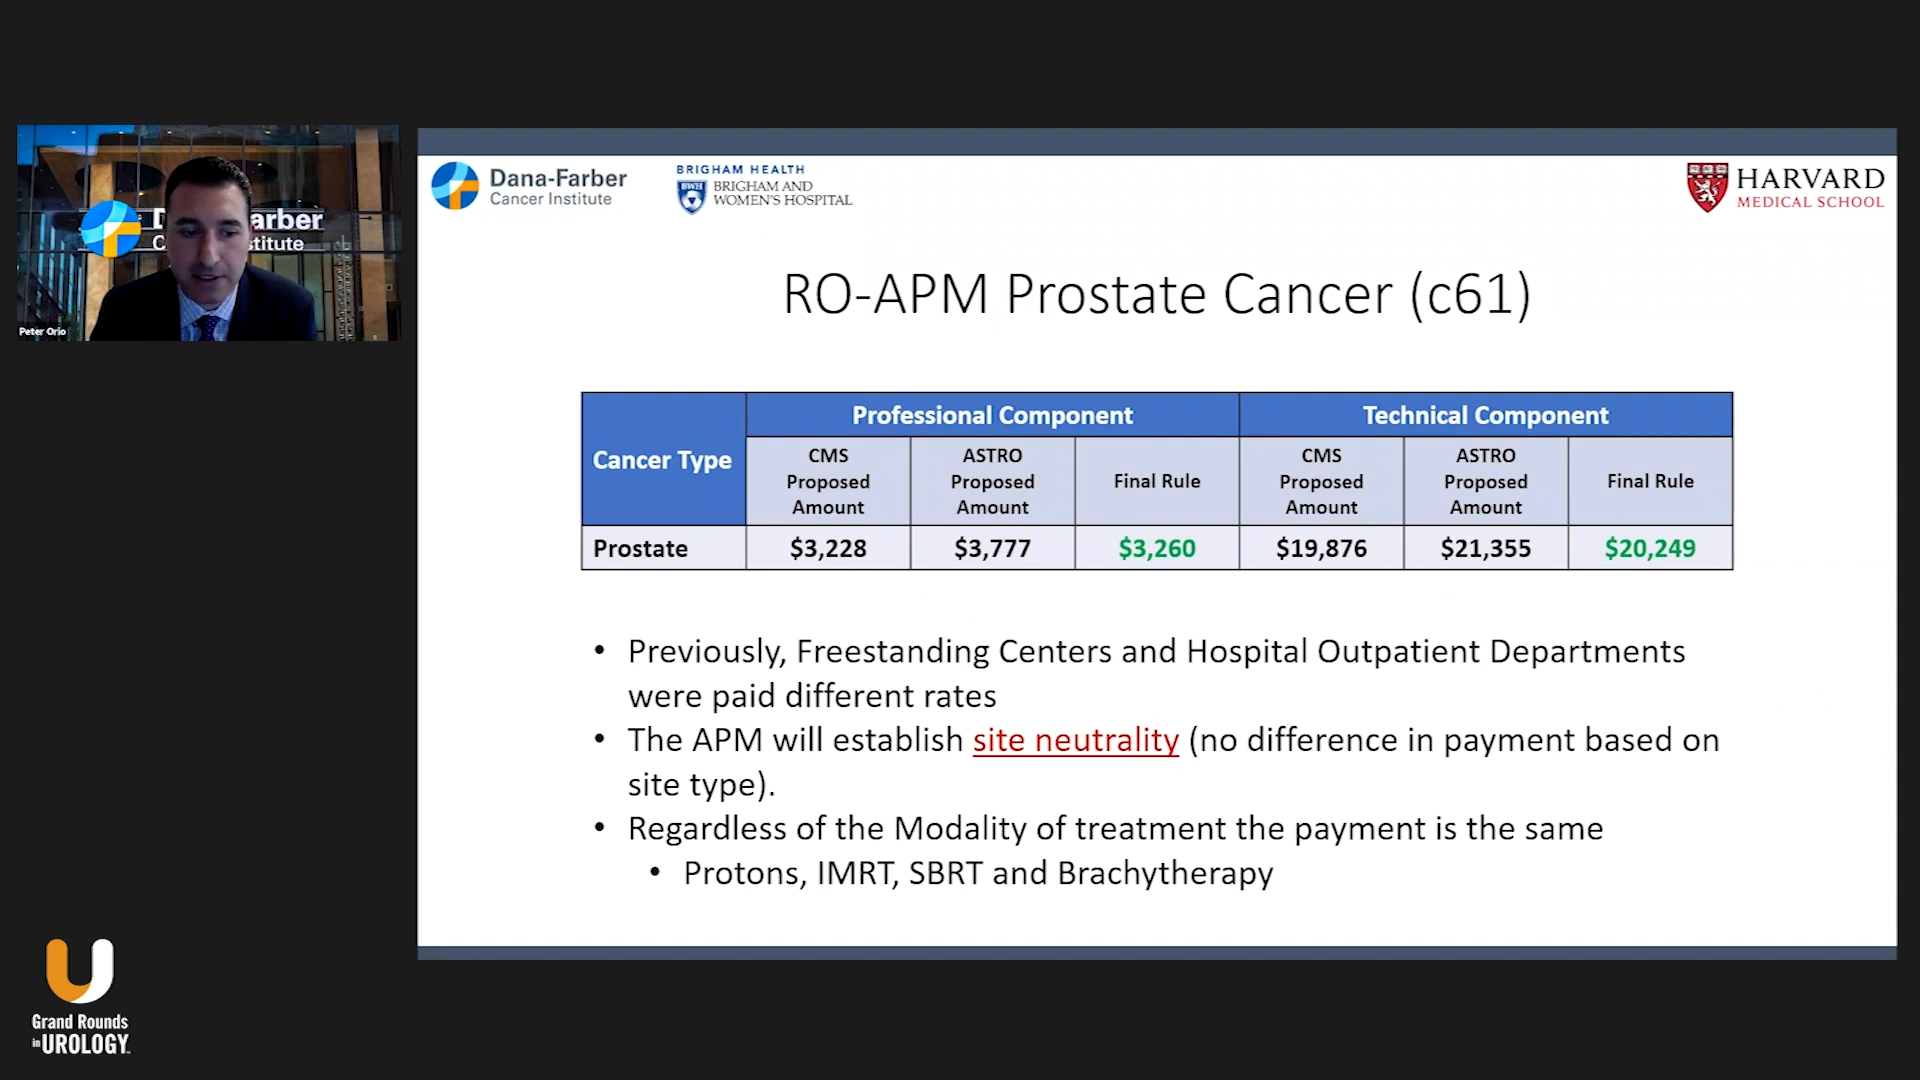 Dana-Farber
Cancer Institute
BRIGHAM HEALTH
BWH
BRIGHAM AND
WOMEN'S HOSPITAL
HARVARD
MEDICAL SCHOOL
D arber
C stitute
Peter Orio
RO-APM Prostate Cancer (c61)
Cancer Type
Professional Component
Technical Component
CMS
Proposed
Amount
ASTRO
Proposed
Amount
Final Rule
CMS
Proposed
Amount
ASTRO
Proposed
Amount
Final Rule
Prostate $3,228 $3,777 $3,260 $19,876 $21,355 $20,249
• Previously, Freestanding Centers and Hospital Outpatient Departments
were paid different rates
• The APM will establish site neutrality (no difference in payment based on
site type).
• Regardless of the Modality of treatment the payment is the same
• Protons, IMRT, SBRT and Brachytherapy
Grand Rounds
in UROLOGY